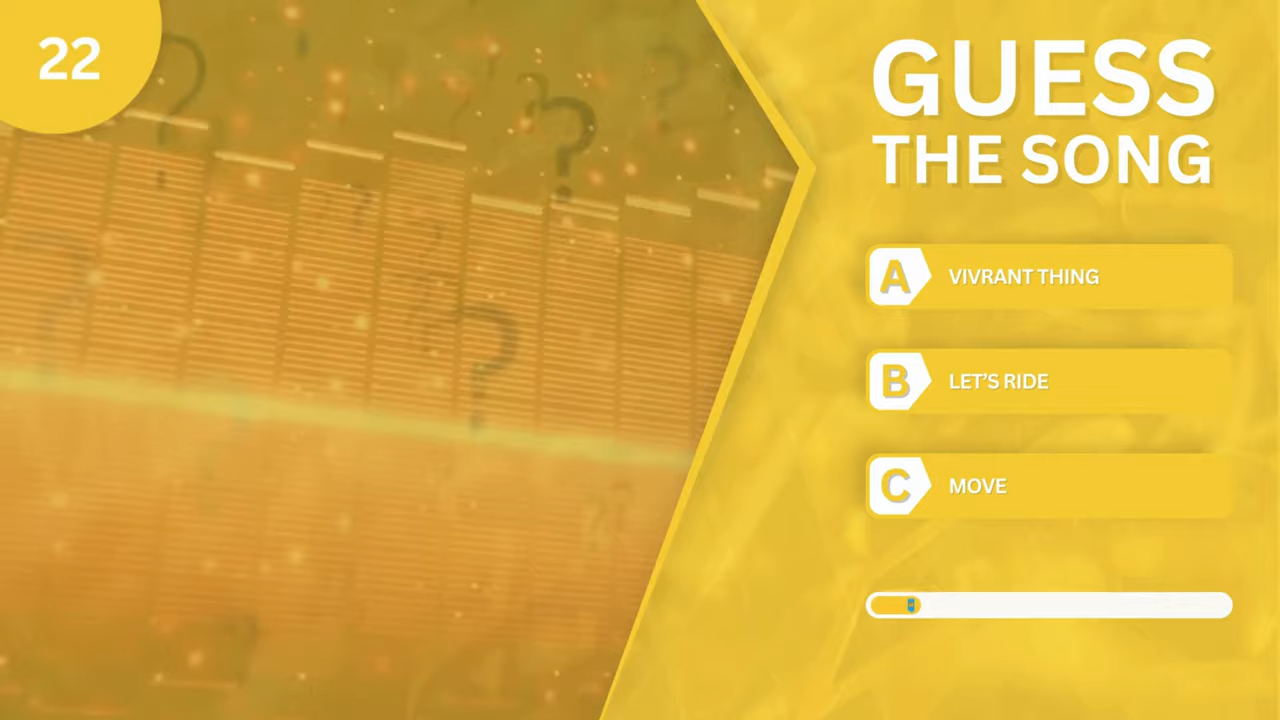 22
GUESS
THE SONG
A VIVRANT THING
B LET'S RIDE
C MOVE